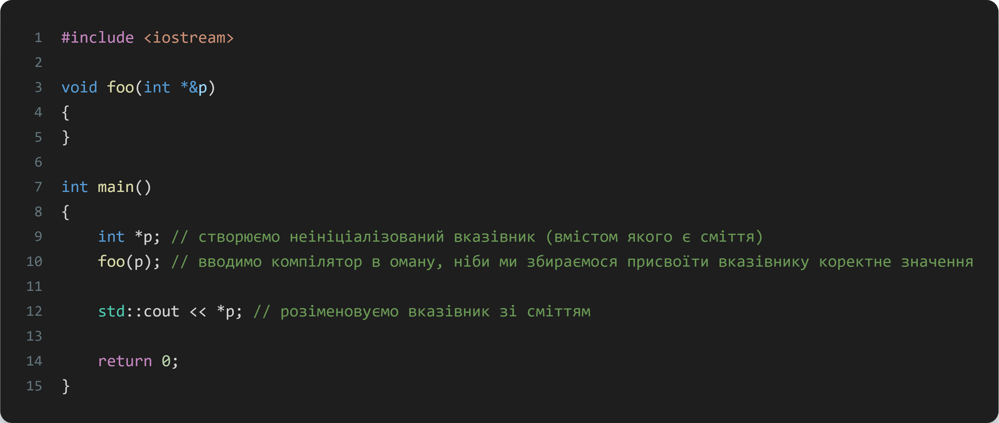 1 #include <iostream>
2
3 void foo(int *&p)
4 {
5 }
6
7 int main()
8 {
9     int *p; // створюємо неініціалізований вказівник (вмістом якого є сміття)
10     foo(p); // вводимо компілятор в оману, ніби ми збираємося присвоїти вказівнику коректне значення
11
12     std::cout << *p; // розіменовуємо вказівник зі сміттям
13
14     return 0;
15 }